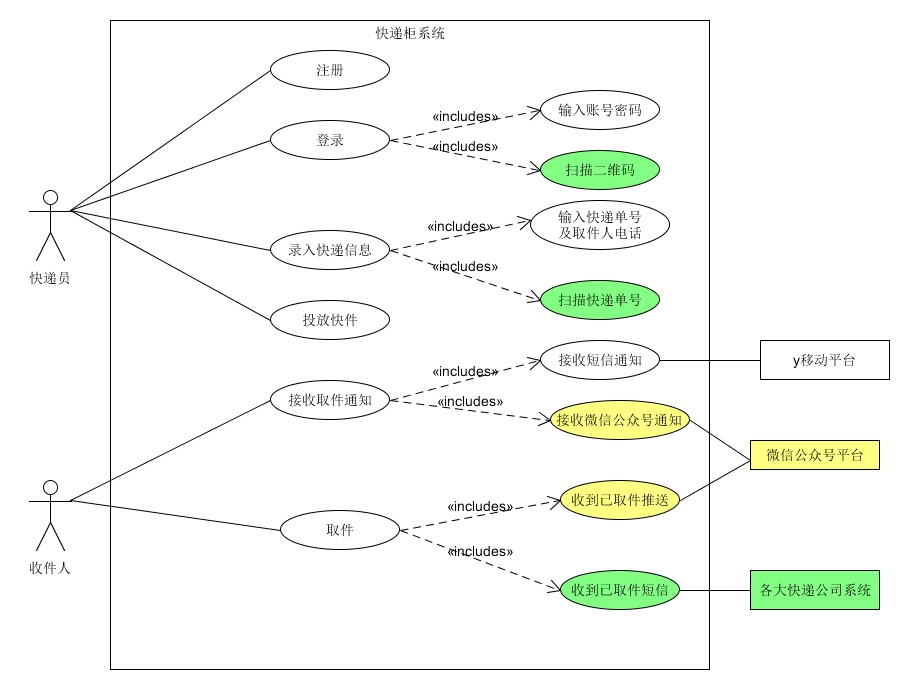 快递柜系统
注册
«includes»
输入账号密码
登录
«includes»
扫描二维码
快递员
«includes»
输入快递单号
及取件人电话
录入快递信息
«includes»
扫描快递单号
投放快件
«includes»
接收短信通知
y移动平台
接收取件通知
«includes»
接收微信公众号通知
微信公众号平台
收件人
«includes»
收到已取件推送
取件
«includes»
收到已取件短信
各大快递公司系统